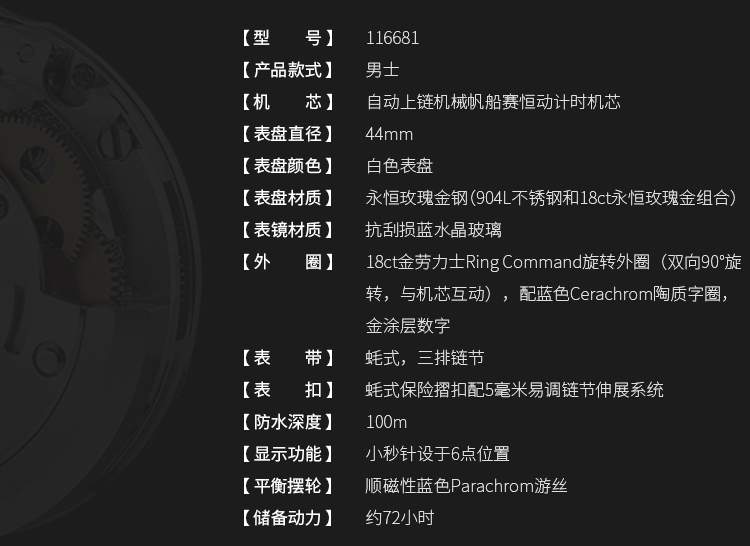 【型　　号】 116681
【产品款式】 男士
【机　　芯】 自动上链机械帆船赛恒动计时机芯
【表盘直径】 44mm
【表盘颜色】 白色表盘
【表盘材质】 永恒玫瑰金钢（904L不锈钢和18ct永恒玫瑰金组合）
【表镜材质】 抗刮损蓝水晶玻璃
【外　　圈】 18ct金劳力士Ring Command旋转外圈（双向90°旋
转，与机芯互动），配蓝色Cerachrom陶质字圈，
金涂层数字
【表　　带】 蚝式，三排链节
【表　　扣】 蚝式保险摺扣配5毫米易调链节伸展系统
【防水深度】 100m
【显示功能】 小秒针设于6点位置
【平衡摆轮】 顺磁性蓝色Parachrom游丝
【储备动力】 约72小时